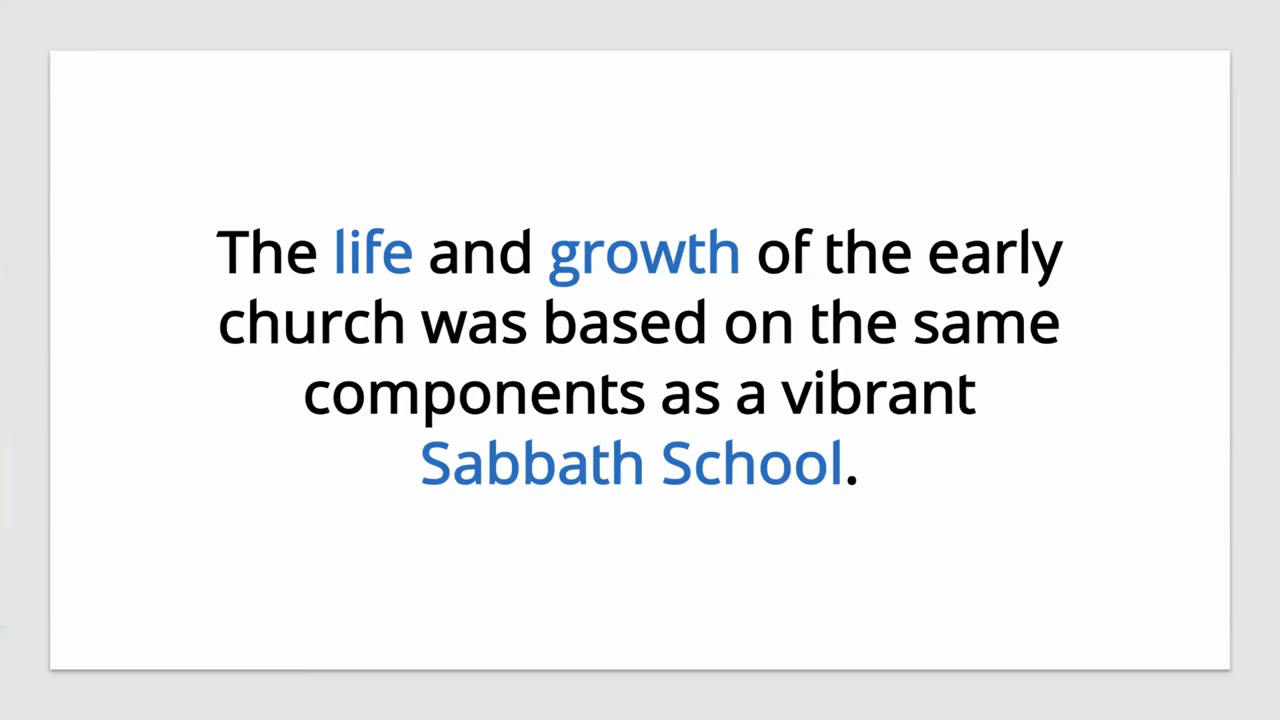 The life and growth of the early
church was based on the same
components as a vibrant
Sabbath School.